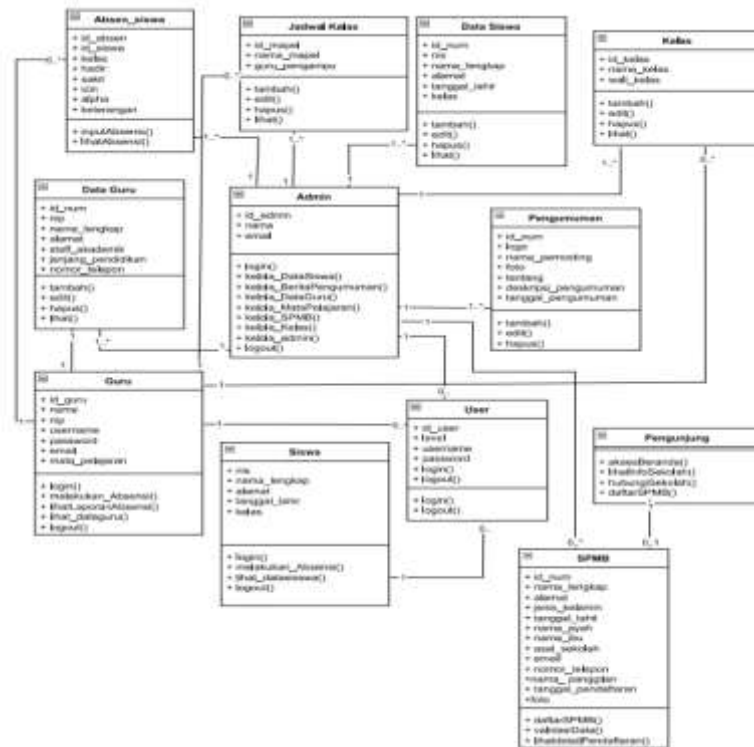 Absen_siswa
+ id_absen
+ id_siswa
+ kelas
+ hadir
+ sakit
+ izin
+ alpha
+ keterangan
+ inputAbsensi()
+ lihatAbsensi()
Jadwal Kelas
+ id_mapel
+ nama_mapel
+ guru_pengampu
+ tambah()
+ edit()
+ hapus()
+ lihat()
Data Siswa
+ id_num
+ nis
+ nama_lengkap
+ alamat
+ tanggal_lahir
+ kelas
+ tambah()
+ edit()
+ hapus()
+ lihat()
Kelas
+ id_kelas
+ nama_kelas
+ wali_kelas
+ tambah()
+ edit()
+ hapus()
+ lihat()
Data Guru
+ id_num
+ nip
+ nama_lengkap
+ alamat
+ staff_akademik
+ jenjang_pendidikan
+ nomor_telepon
+ tambah()
+ edit()
+ hapus()
+ lihat()
Admin
+ id_admin
+ nama
+ email
+ login()
+ kelola_DataSiswa()
+ kelola_BeritaPengumuman()
+ kelola_DataGuru()
+ kelola_MataPelajaran()
+ kelola_SPMB()
+ kelola_Kelas()
+ kelola_admin()
+ logout()
Pengumuman
+ id_num
+ logo
+ nama_pemosting
+ foto
+ tentang
+ deskripsi_pengumuman
+ tanggal_pengumuman
+ tambah()
+ edit()
+ hapus()
Guru
+ id_guru
+ name
+ nip
+ username
+ password
+ email
+ mata_pelajaran
+ login()
+ melakukan_Absensi()
+ lihatLaporanAbsensi()
+ lihat_dataguru()
+ logout()
Siswa
+ nis
+ nama_lengkap
+ alamat
+ tanggal_lahir
+ kelas
+ login()
+ melakukan_Absensi()
+ lihat_datasiswa()
+ logout()
User
+ id_user
+ level
+ username
+ password
+ login()
+ logout()
+ login()
+ logout()
Pengunjung
+ aksesBeranda()
+ lihatInfoSekolah()
+ hubungiSekolah()
+ daftarSPMB()
SPMB
+ id_num
+ nama_lengkap
+ alamat
+ jenis_kelamin
+ tanggal_lahir
+ nama_ayah
+ nama_ibu
+ asal_sekolah
+ email
+ nomor_telepon
+nama_ panggilan
+ tanggal_pendaftaran
+foto
+ daftarSPMB()
+ validasiData()